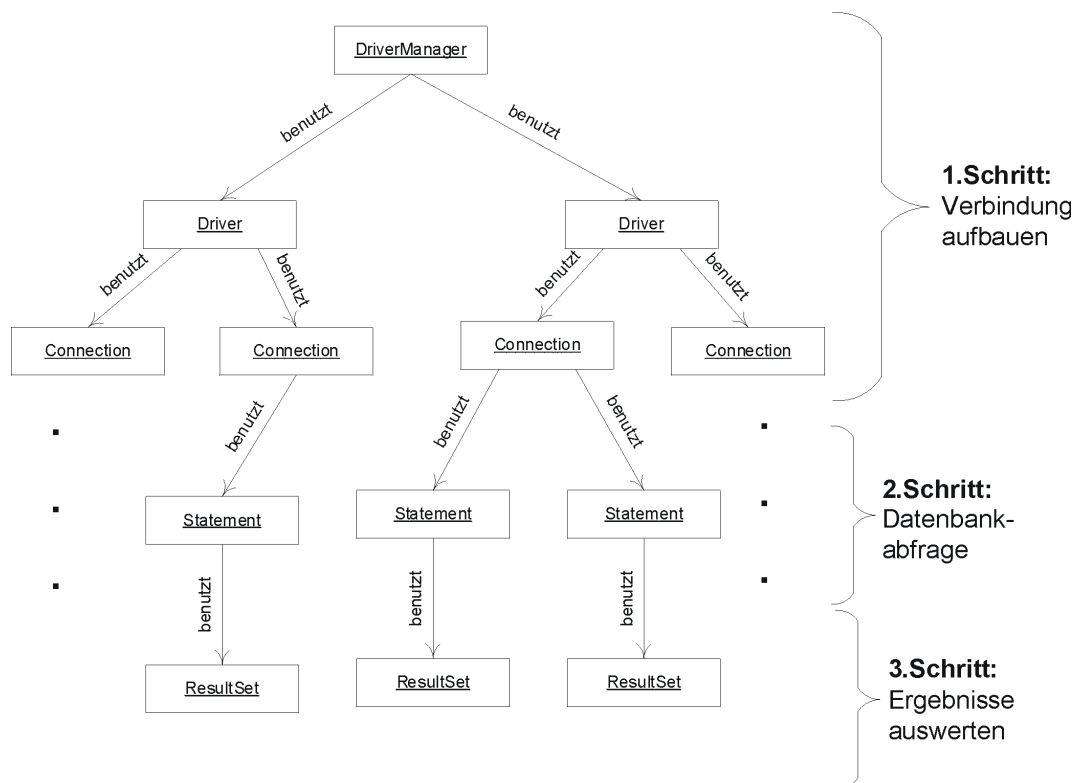 DriverManager
benutzt
benutzt
1.Schritt:
Verbindung
aufbauen
Driver
Driver
benutzt
benutzt
benutzt
benutzt
Connection
Connection
Connection
Connection
benutzt
benutzt
benutzt
2.Schritt:
Datenbank-
abfrage
Statement
Statement
Statement
benutzt
benutzt
benutzt
3.Schritt:
Ergebnisse
auswerten
ResultSet
ResultSet
ResultSet